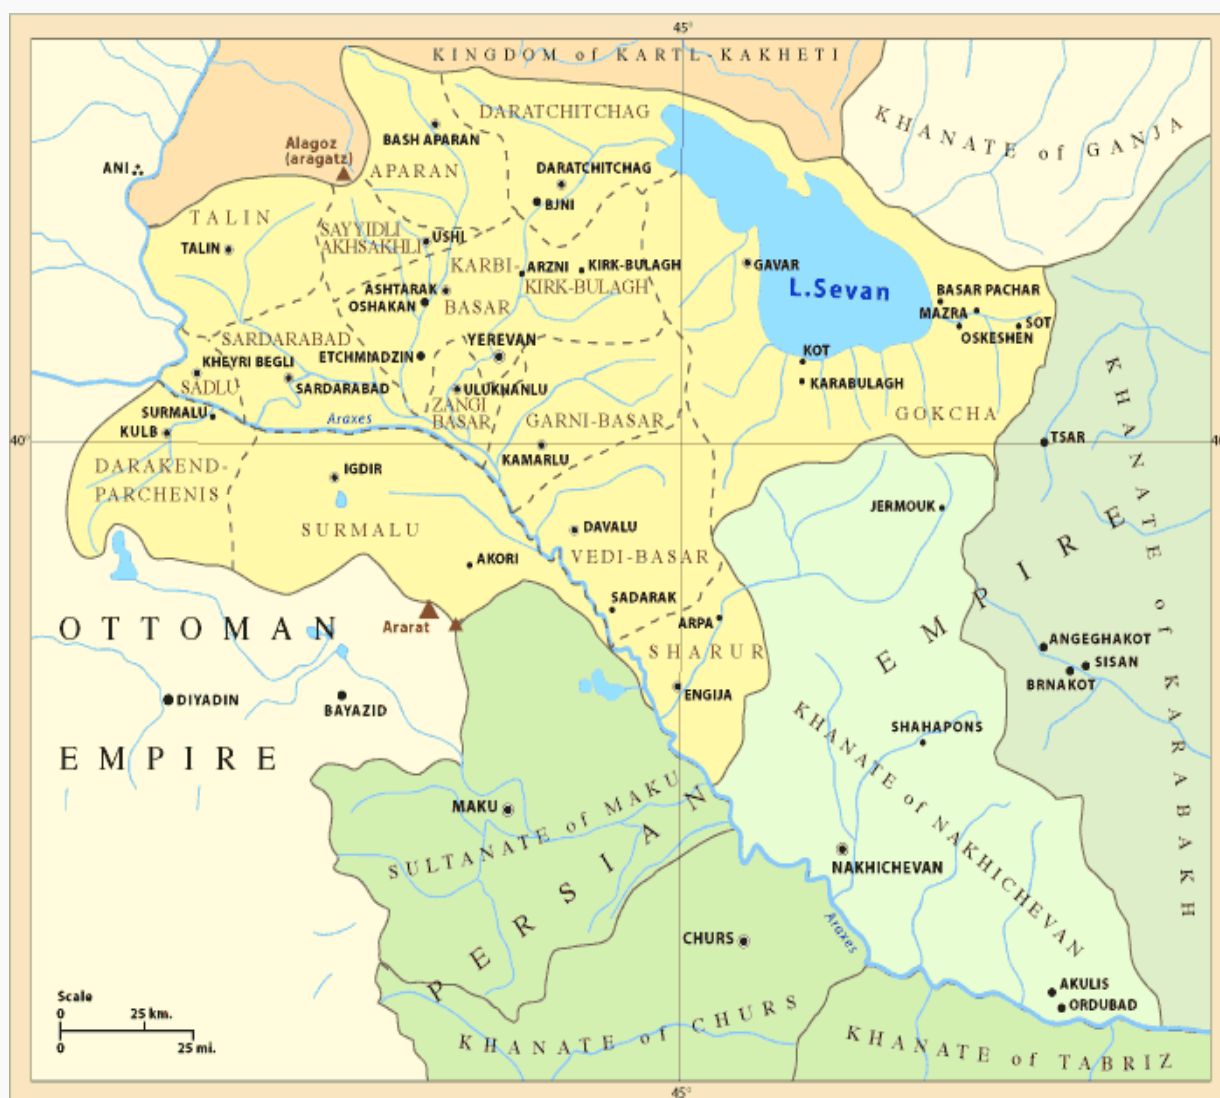 45°
KINGDOM of KARTL-KAKHETI
KHANATE of GANJA
DARATCHITCHAG
BASH APARAN
Alagoz
(aragatz)
APARAN
ANI
DARATCHITCHAG
BJNI
TALIN
TALIN
SAYYIDLI
AKHSAKHLI
ŪSHĪ
KARBI-
ARZNI
KIRK-BULAGH
KIRK-BULAGH
GAVAR
L.Sevan
BASAR PACHAR
MAZRA
SOT
OSKESHEN
ASHTARAK
OSHAKAN
BASAR
SARDARABAD
ETCHMIADZIN
YEREVAN
KOT
KHEYRI BEGLI
SADLU
SARDARABAD
ULUKHANLU
KARABULAGH
ZANGI
BASAR
SURMALU
Araxes
GARNI-BASAR
GOKCHA
KULB
40°
TSAR
KAMARLU
DARAKEND-
PARCHENIS
IGDIR
JERMOUK
SURMALU
DAVALU
VEDI-BASAR
AKORI
SADARAK
ARPA
Ararat
SHARUR
ENGIJA
OTTOMAN
EMPIRE
DIYADIN
BAYAZID
ANGEGHAKOT
SISAN
BRNAKOT
KHANATE of KARABAKH
SHAHAPONS
KHANATE of NAKHICHEVAN
NAKHICHEVAN
MAKU
SULTANATE of MAKU
PERSIAN EMPIRE
CHURS
Araxes
AKULIS
ORDUBAD
KHANATE of CHURS
KHANATE of TABRIZ
Scale
0 25 km.
0 25 mi.
45°